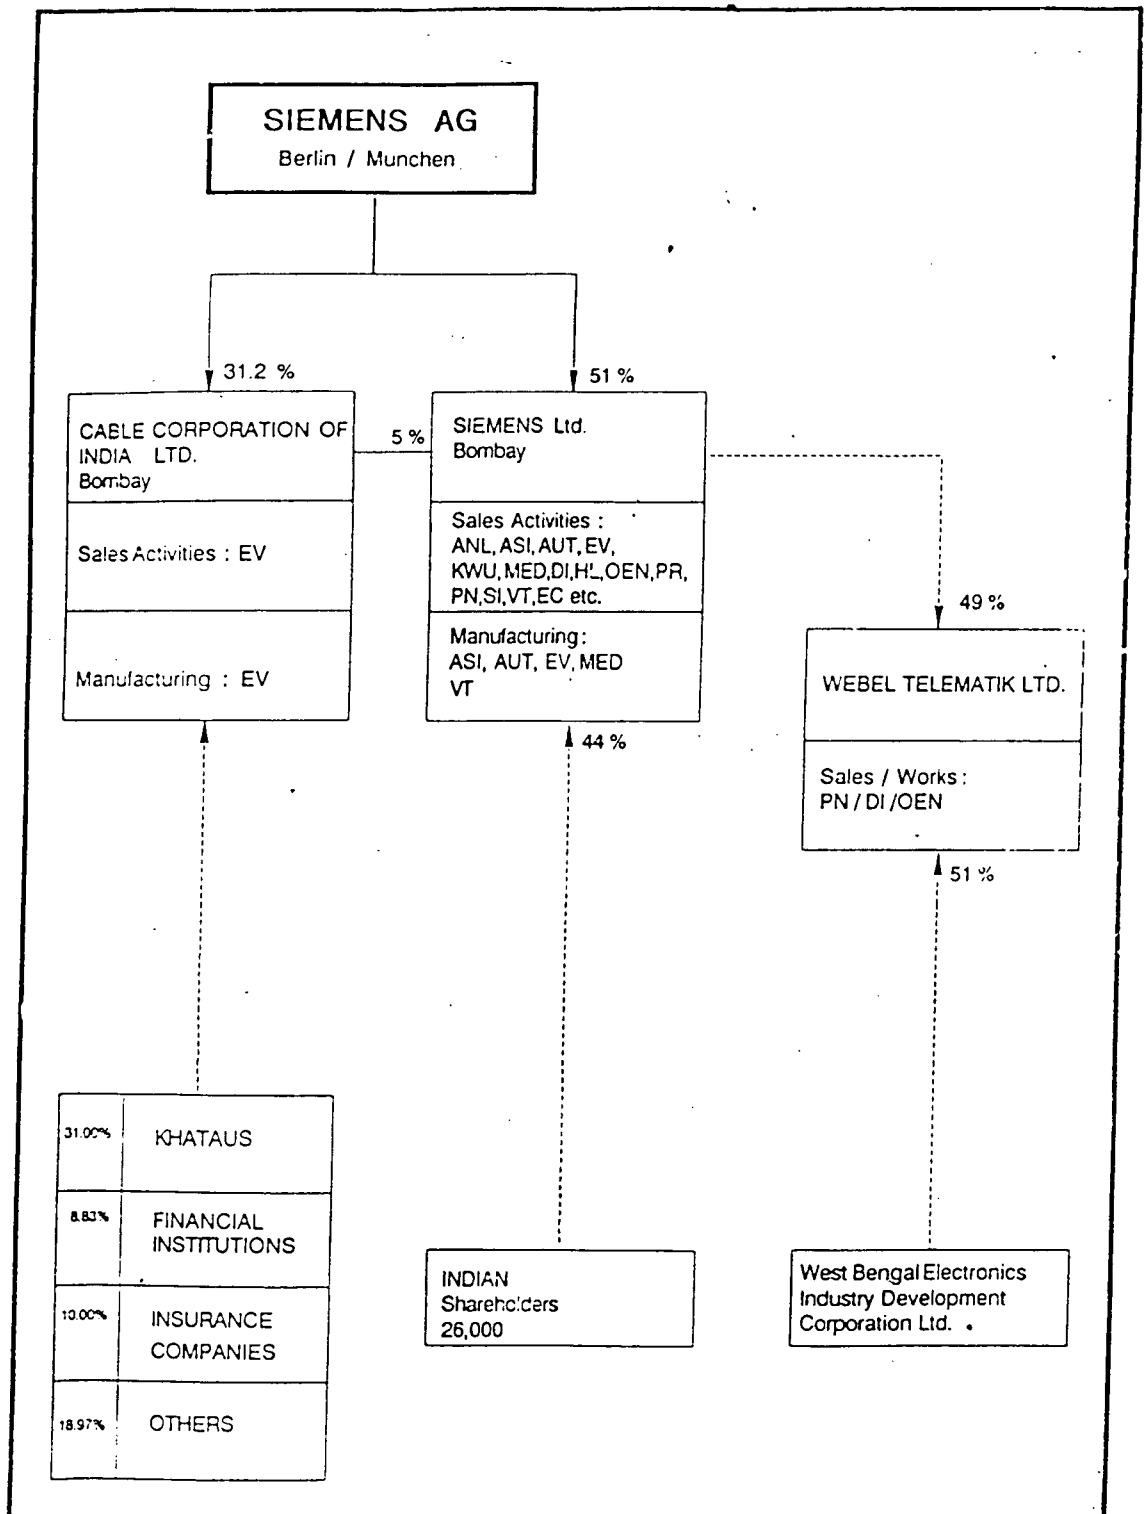 SIEMENS AG
Berlin / Munchen
31.2 %
51 %
CABLE CORPORATION OF
INDIA LTD.
Bombay
Sales Activities : EV
Manufacturing : EV
5 %
SIEMENS Ltd.
Bombay
Sales Activities :
ANL, ASI, AUT, EV,
KWU, MED, DI, HL, OEN, PR,
PN, SI, VT, EC etc.
Manufacturing :
ASI, AUT, EV, MED
VT
49 %
WEBEL TELEMATIK LTD.
Sales / Works :
PN / DI / OEN
44 %
51 %
31.00% KHATAUS
8.83% FINANCIAL
INSTITUTIONS
10.00% INSURANCE
COMPANIES
18.97% OTHERS
INDIAN
Shareholders
26,000
West Bengal Electronics
Industry Development
Corporation Ltd.